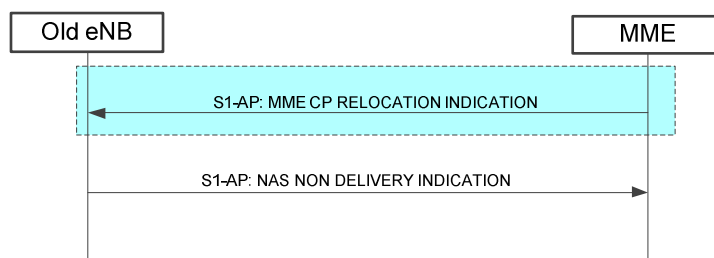 Old eNB
MME
S1-AP: MME CP RELOCATION INDICATION
S1-AP: NAS NON DELIVERY INDICATION